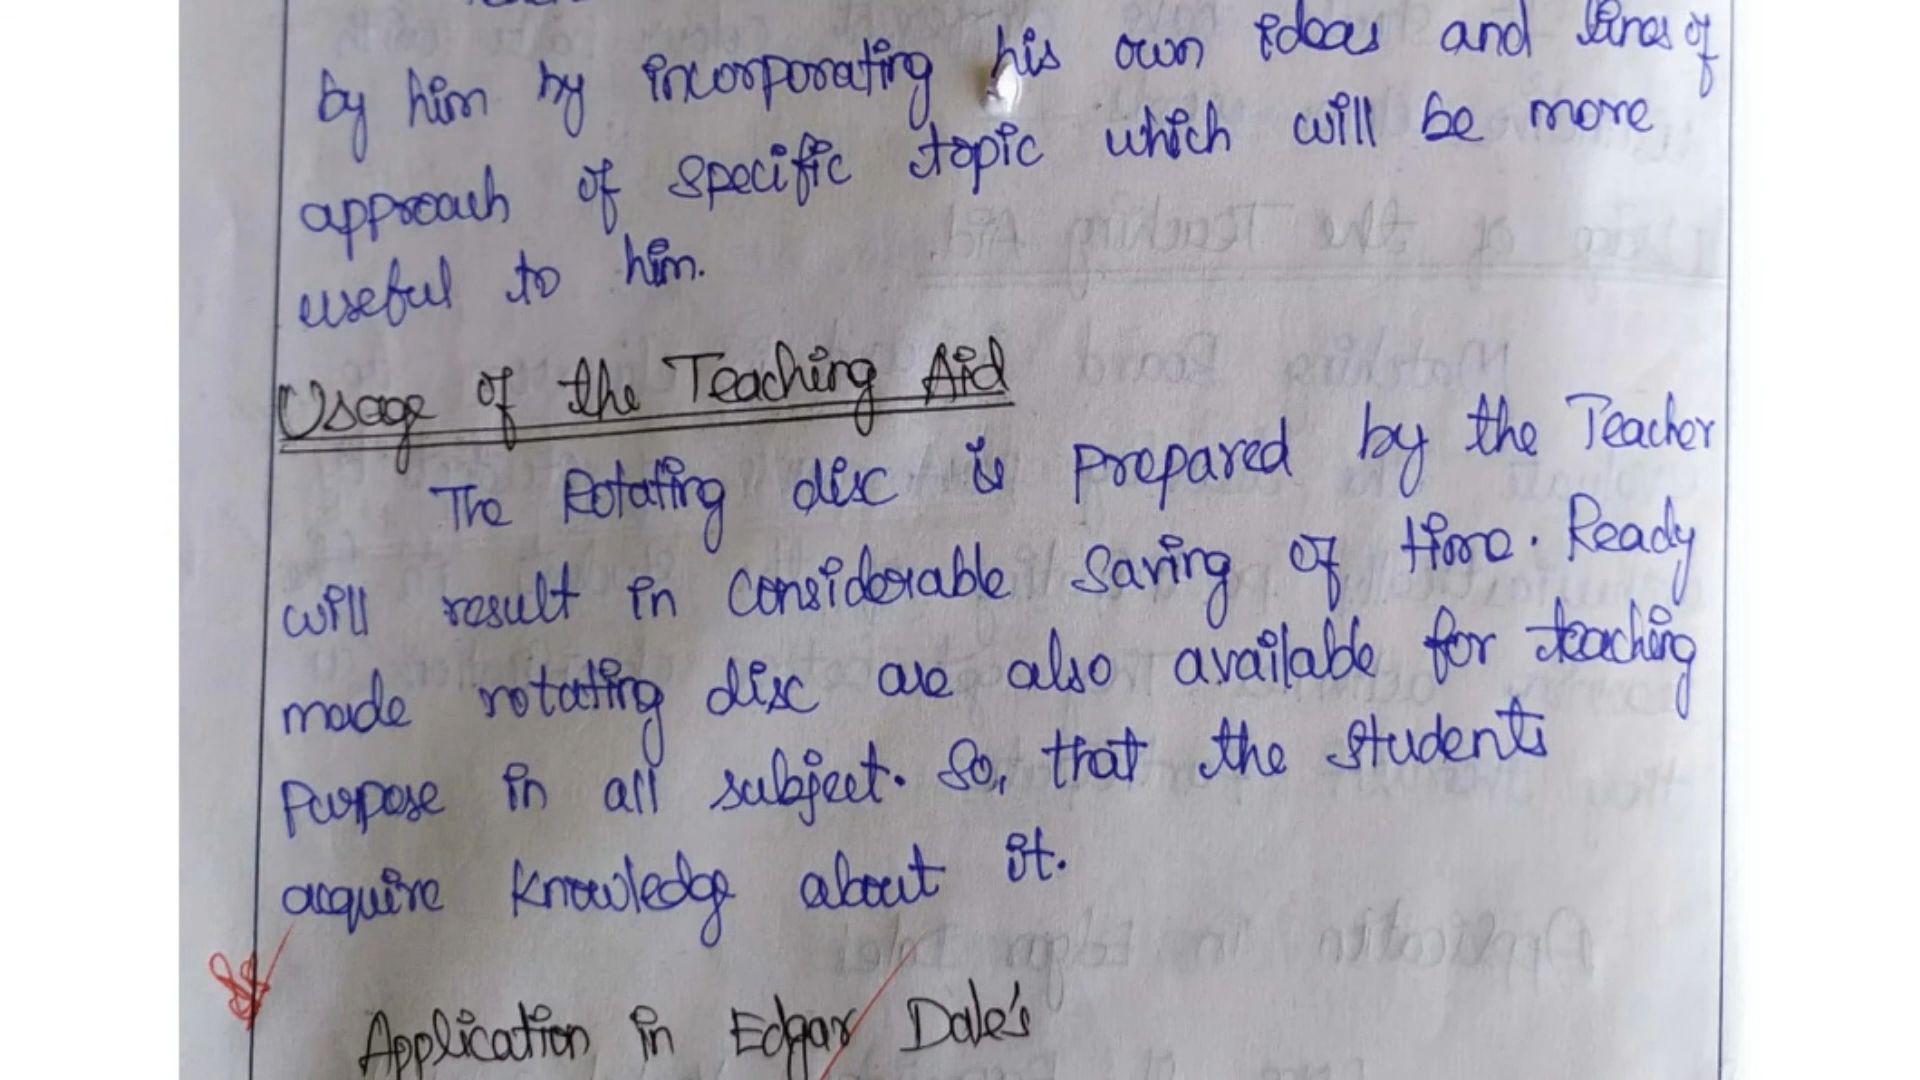 by him by incorporating his own ideas and lines of
approach of specific topic which will be more
useful to him.
Usage of the Teaching Aid
The Rotating disc is prepared by the Teacher
will result in considerable saving of time. Ready
made rotating disc are also available for teaching
purpose in all subject. So, that the students
acquire knowledge about it.
Application in Edgar Dale's